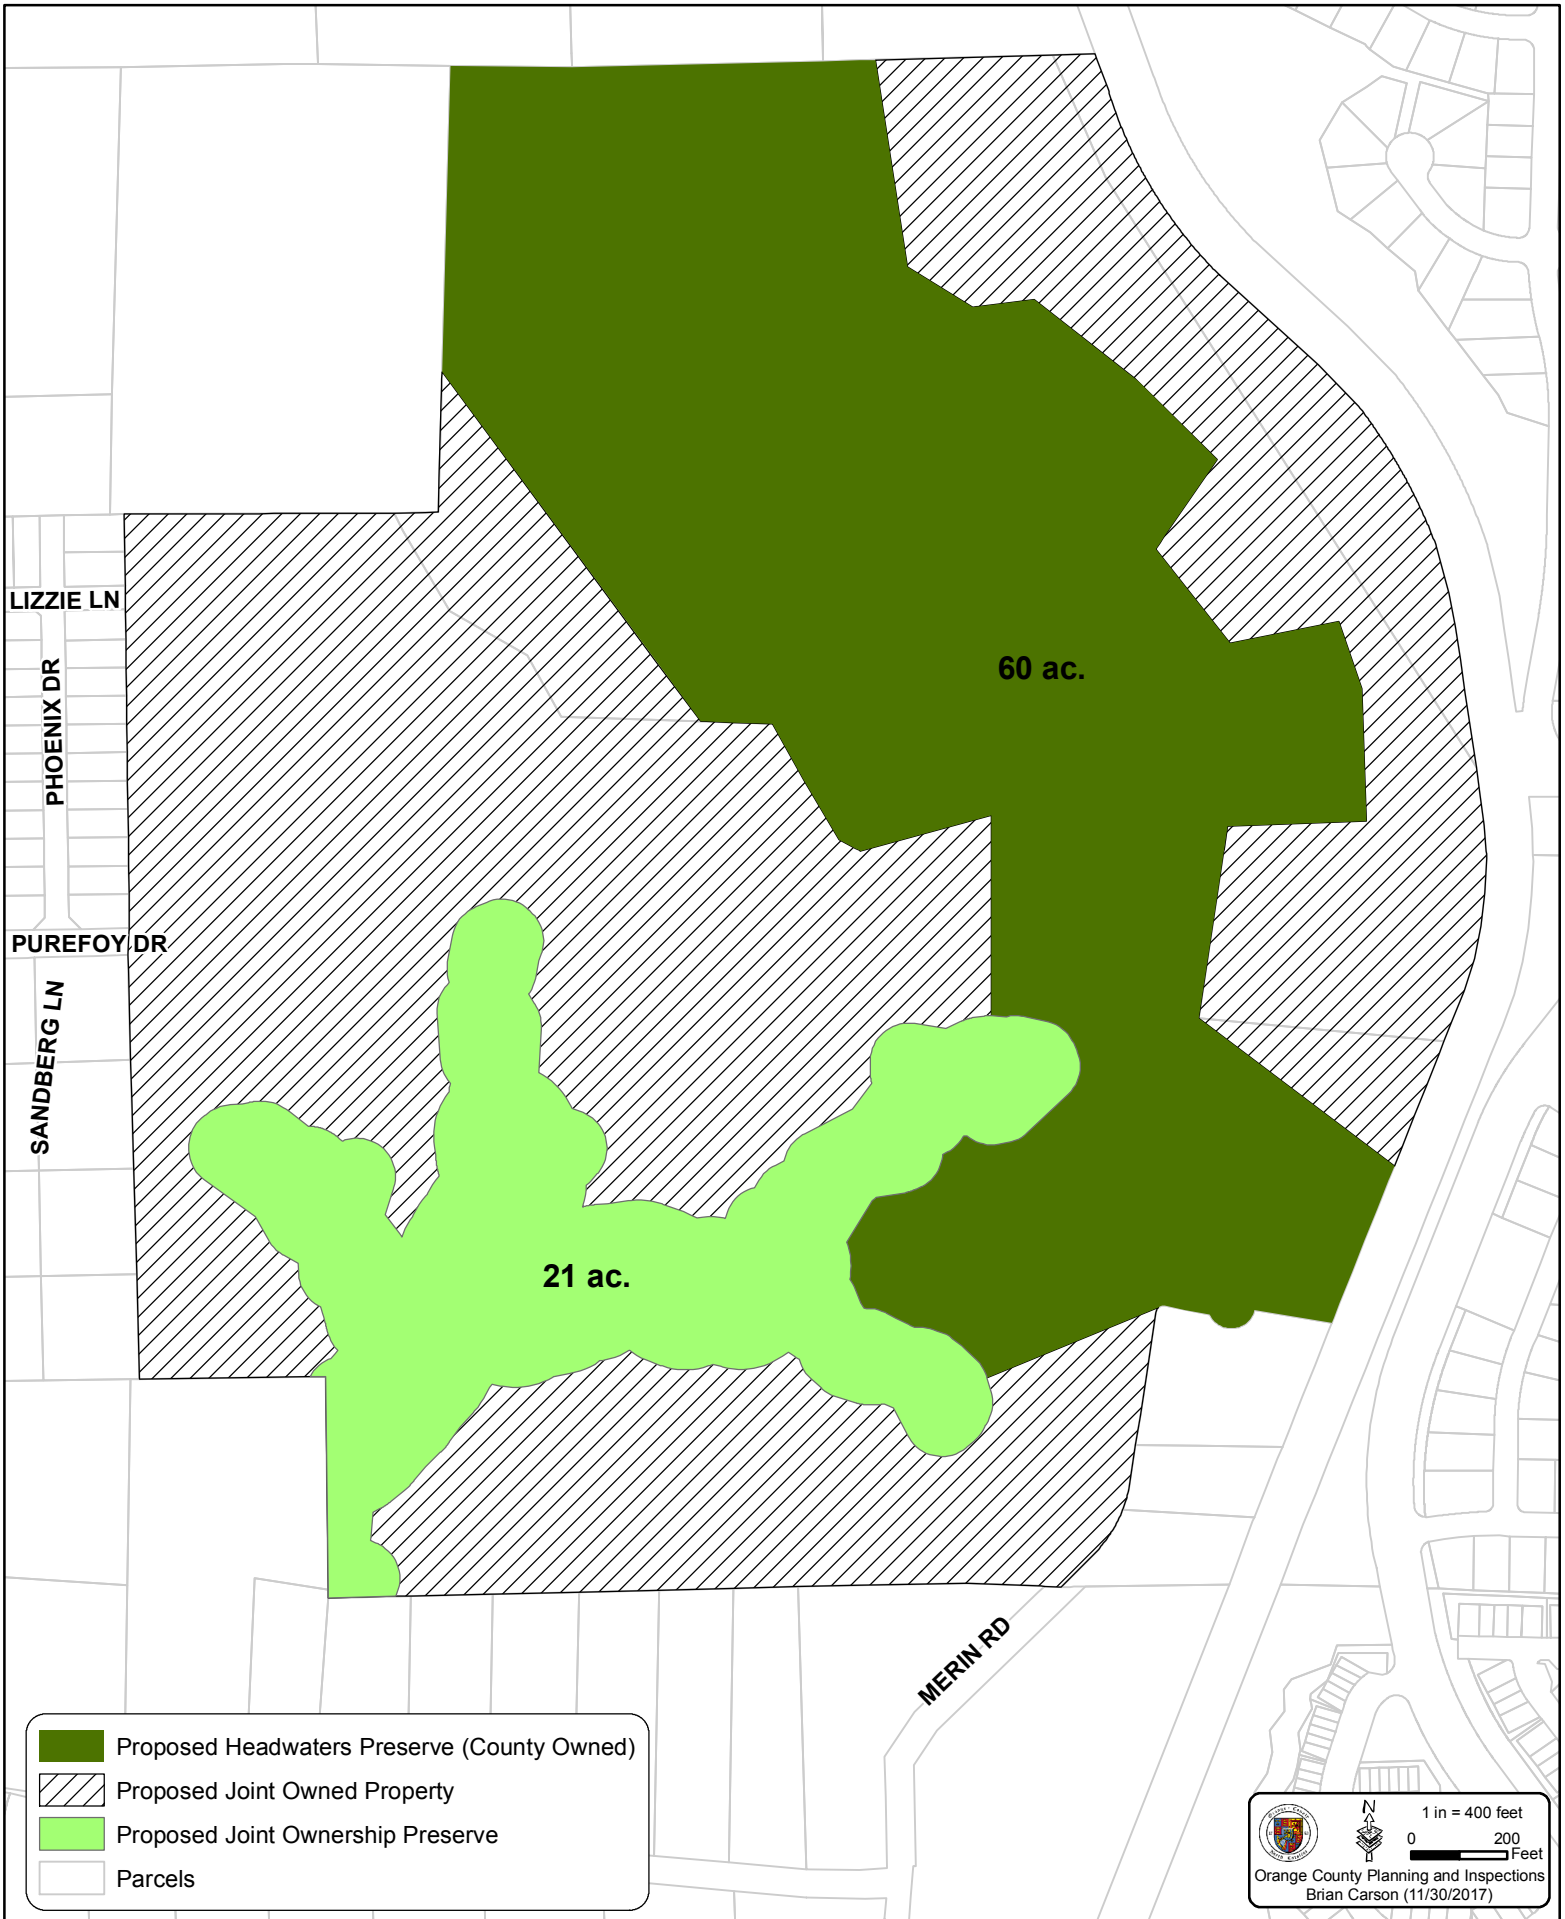 60 ac.
LIZZIE LN
PHOENIX DR
PUREFOY DR
SANDBERG LN
21 ac.
MERIN RD
Proposed Headwaters Preserve (County Owned)
Proposed Joint Owned Property
Proposed Joint Ownership Preserve
Parcels
N
1 in = 400 feet
0 200
Feet
Orange County Planning and Inspections
Brian Carson (11/30/2017)